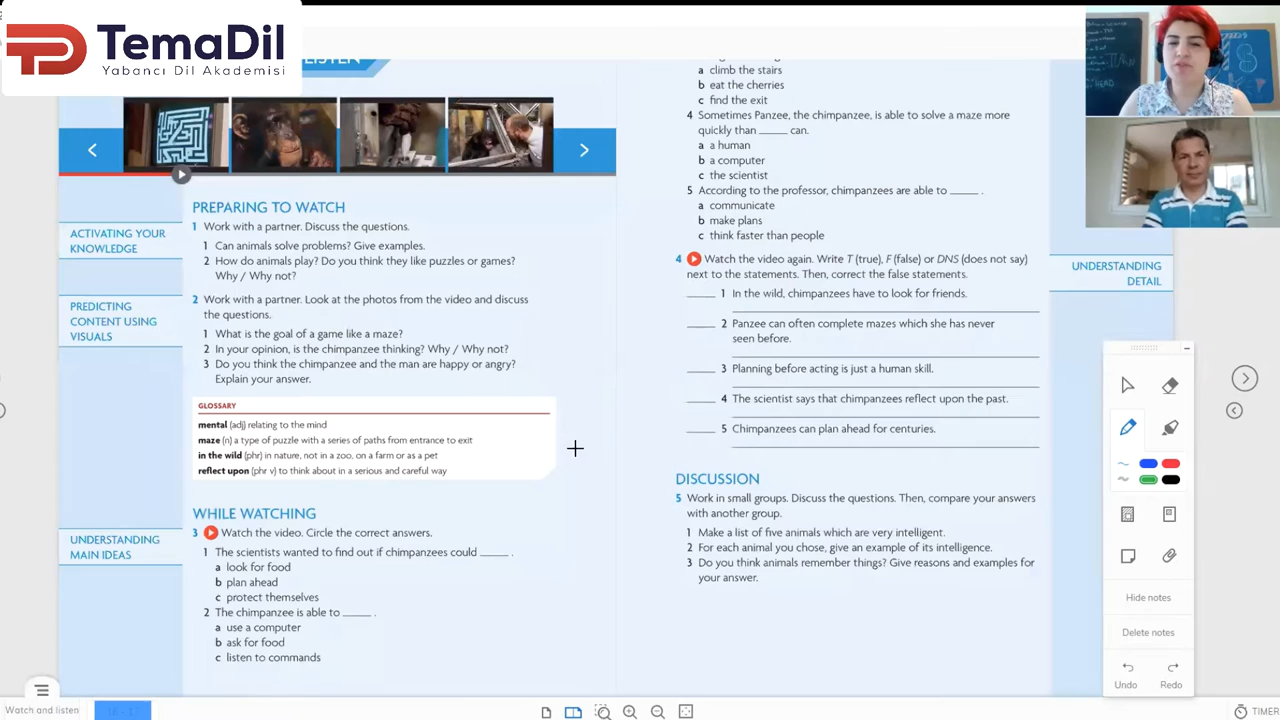 TemaDil
Yabancı Dil Akademisi
LISTEN
PREPARING TO WATCH
ACTIVATING YOUR
KNOWLEDGE
1 Work with a partner. Discuss the questions.
1 Can animals solve problems? Give examples.
2 How do animals play? Do you think they like puzzles or games?
Why / Why not?
PREDICTING
CONTENT USING
VISUALS
2 Work with a partner. Look at the photos from the video and discuss
the questions.
1 What is the goal of a game like a maze?
2 In your opinion, is the chimpanzee thinking? Why / Why not?
3 Do you think the chimpanzee and the man are happy or angry?
Explain your answer.
GLOSSARY
mental (adj) relating to the mind
maze (n) a type of puzzle with a series of paths from entrance to exit
in the wild (phr) in nature, not in a zoo, on a farm or as a pet
reflect upon (phr v) to think about in a serious and careful way
WHILE WATCHING
UNDERSTANDING
MAIN IDEAS
3 Watch the video. Circle the correct answers.
1 The scientists wanted to find out if chimpanzees could _____ .
a look for food
b plan ahead
c protect themselves
2 The chimpanzee is able to _____ .
a use a computer
b ask for food
c listen to commands
a climb the stairs
b eat the cherries
c find the exit
4 Sometimes Panzee, the chimpanzee, is able to solve a maze more
quickly than _____ can.
a a human
b a computer
c the scientist
5 According to the professor, chimpanzees are able to _____ .
a communicate
b make plans
c think faster than people
4 Watch the video again. Write T (true), F (false) or DNS (does not say)
next to the statements. Then, correct the false statements.
UNDERSTANDING
DETAIL
_____ 1 In the wild, chimpanzees have to look for friends.
_____ 2 Panzee can often complete mazes which she has never
seen before.
_____ 3 Planning before acting is just a human skill.
_____ 4 The scientist says that chimpanzees reflect upon the past.
_____ 5 Chimpanzees can plan ahead for centuries.
DISCUSSION
5 Work in small groups. Discuss the questions. Then, compare your answers
with another group.
1 Make a list of five animals which are very intelligent.
2 For each animal you chose, give an example of its intelligence.
3 Do you think animals remember things? Give reasons and examples for
your answer.
Hide notes
Delete notes
Undo
Redo
Watch and listen
TIMER